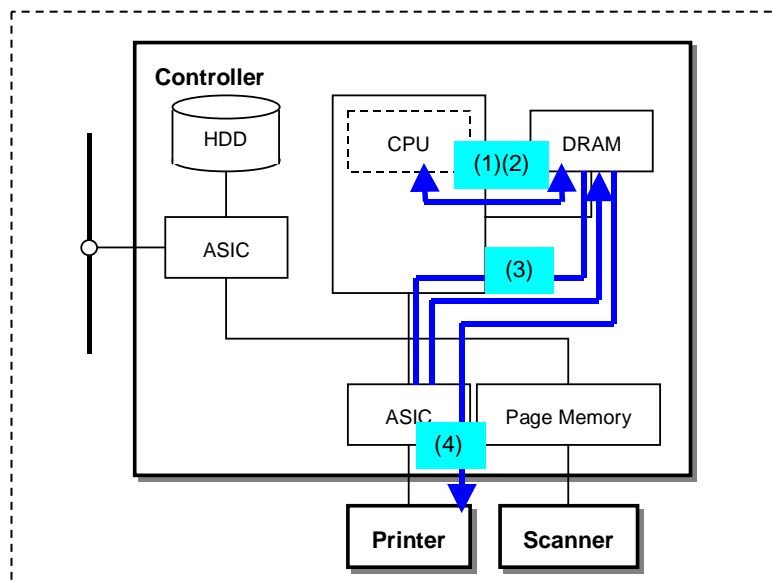 Controller
HDD
CPU
DRAM
(1)(2)
ASIC
(3)
ASIC
Page Memory
(4)
Printer
Scanner